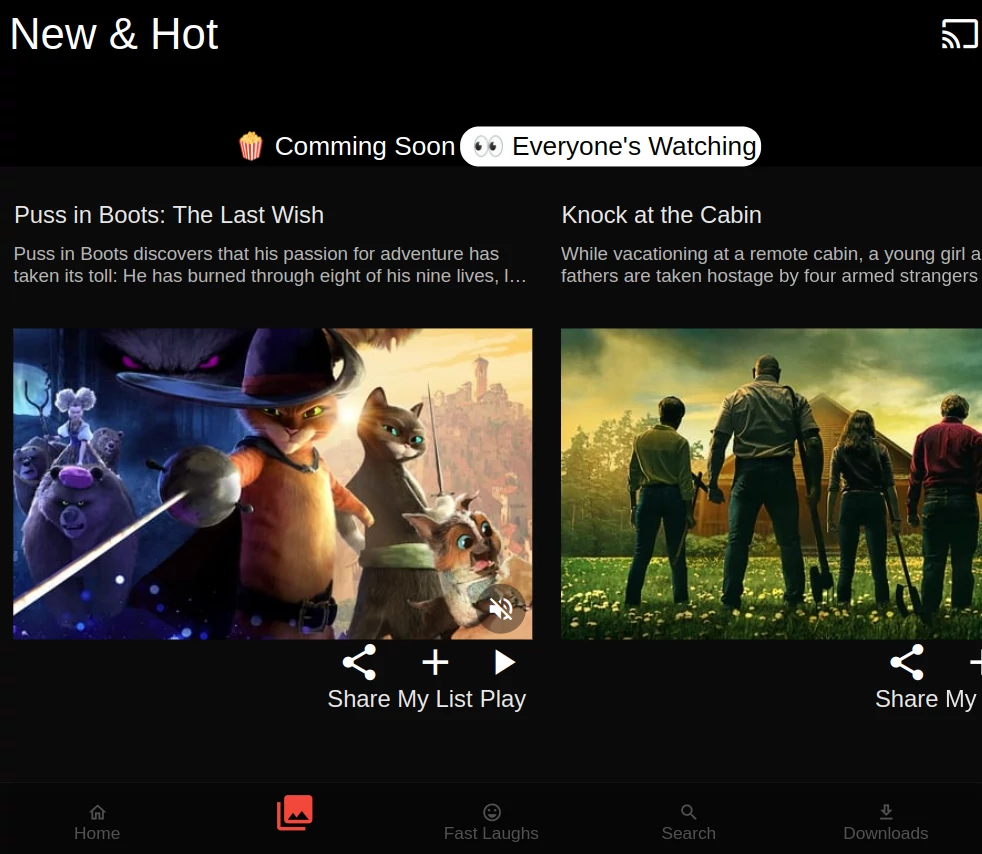 New & Hot
🍿 Comming Soon 👀 Everyone's Watching
Puss in Boots: The Last Wish
Puss in Boots discovers that his passion for adventure has
taken its toll: He has burned through eight of his nine lives, l…
Knock at the Cabin
While vacationing at a remote cabin, a young girl a
fathers are taken hostage by four armed strangers
Share My List Play
Share My
Home
Fast Laughs
Search
Downloads